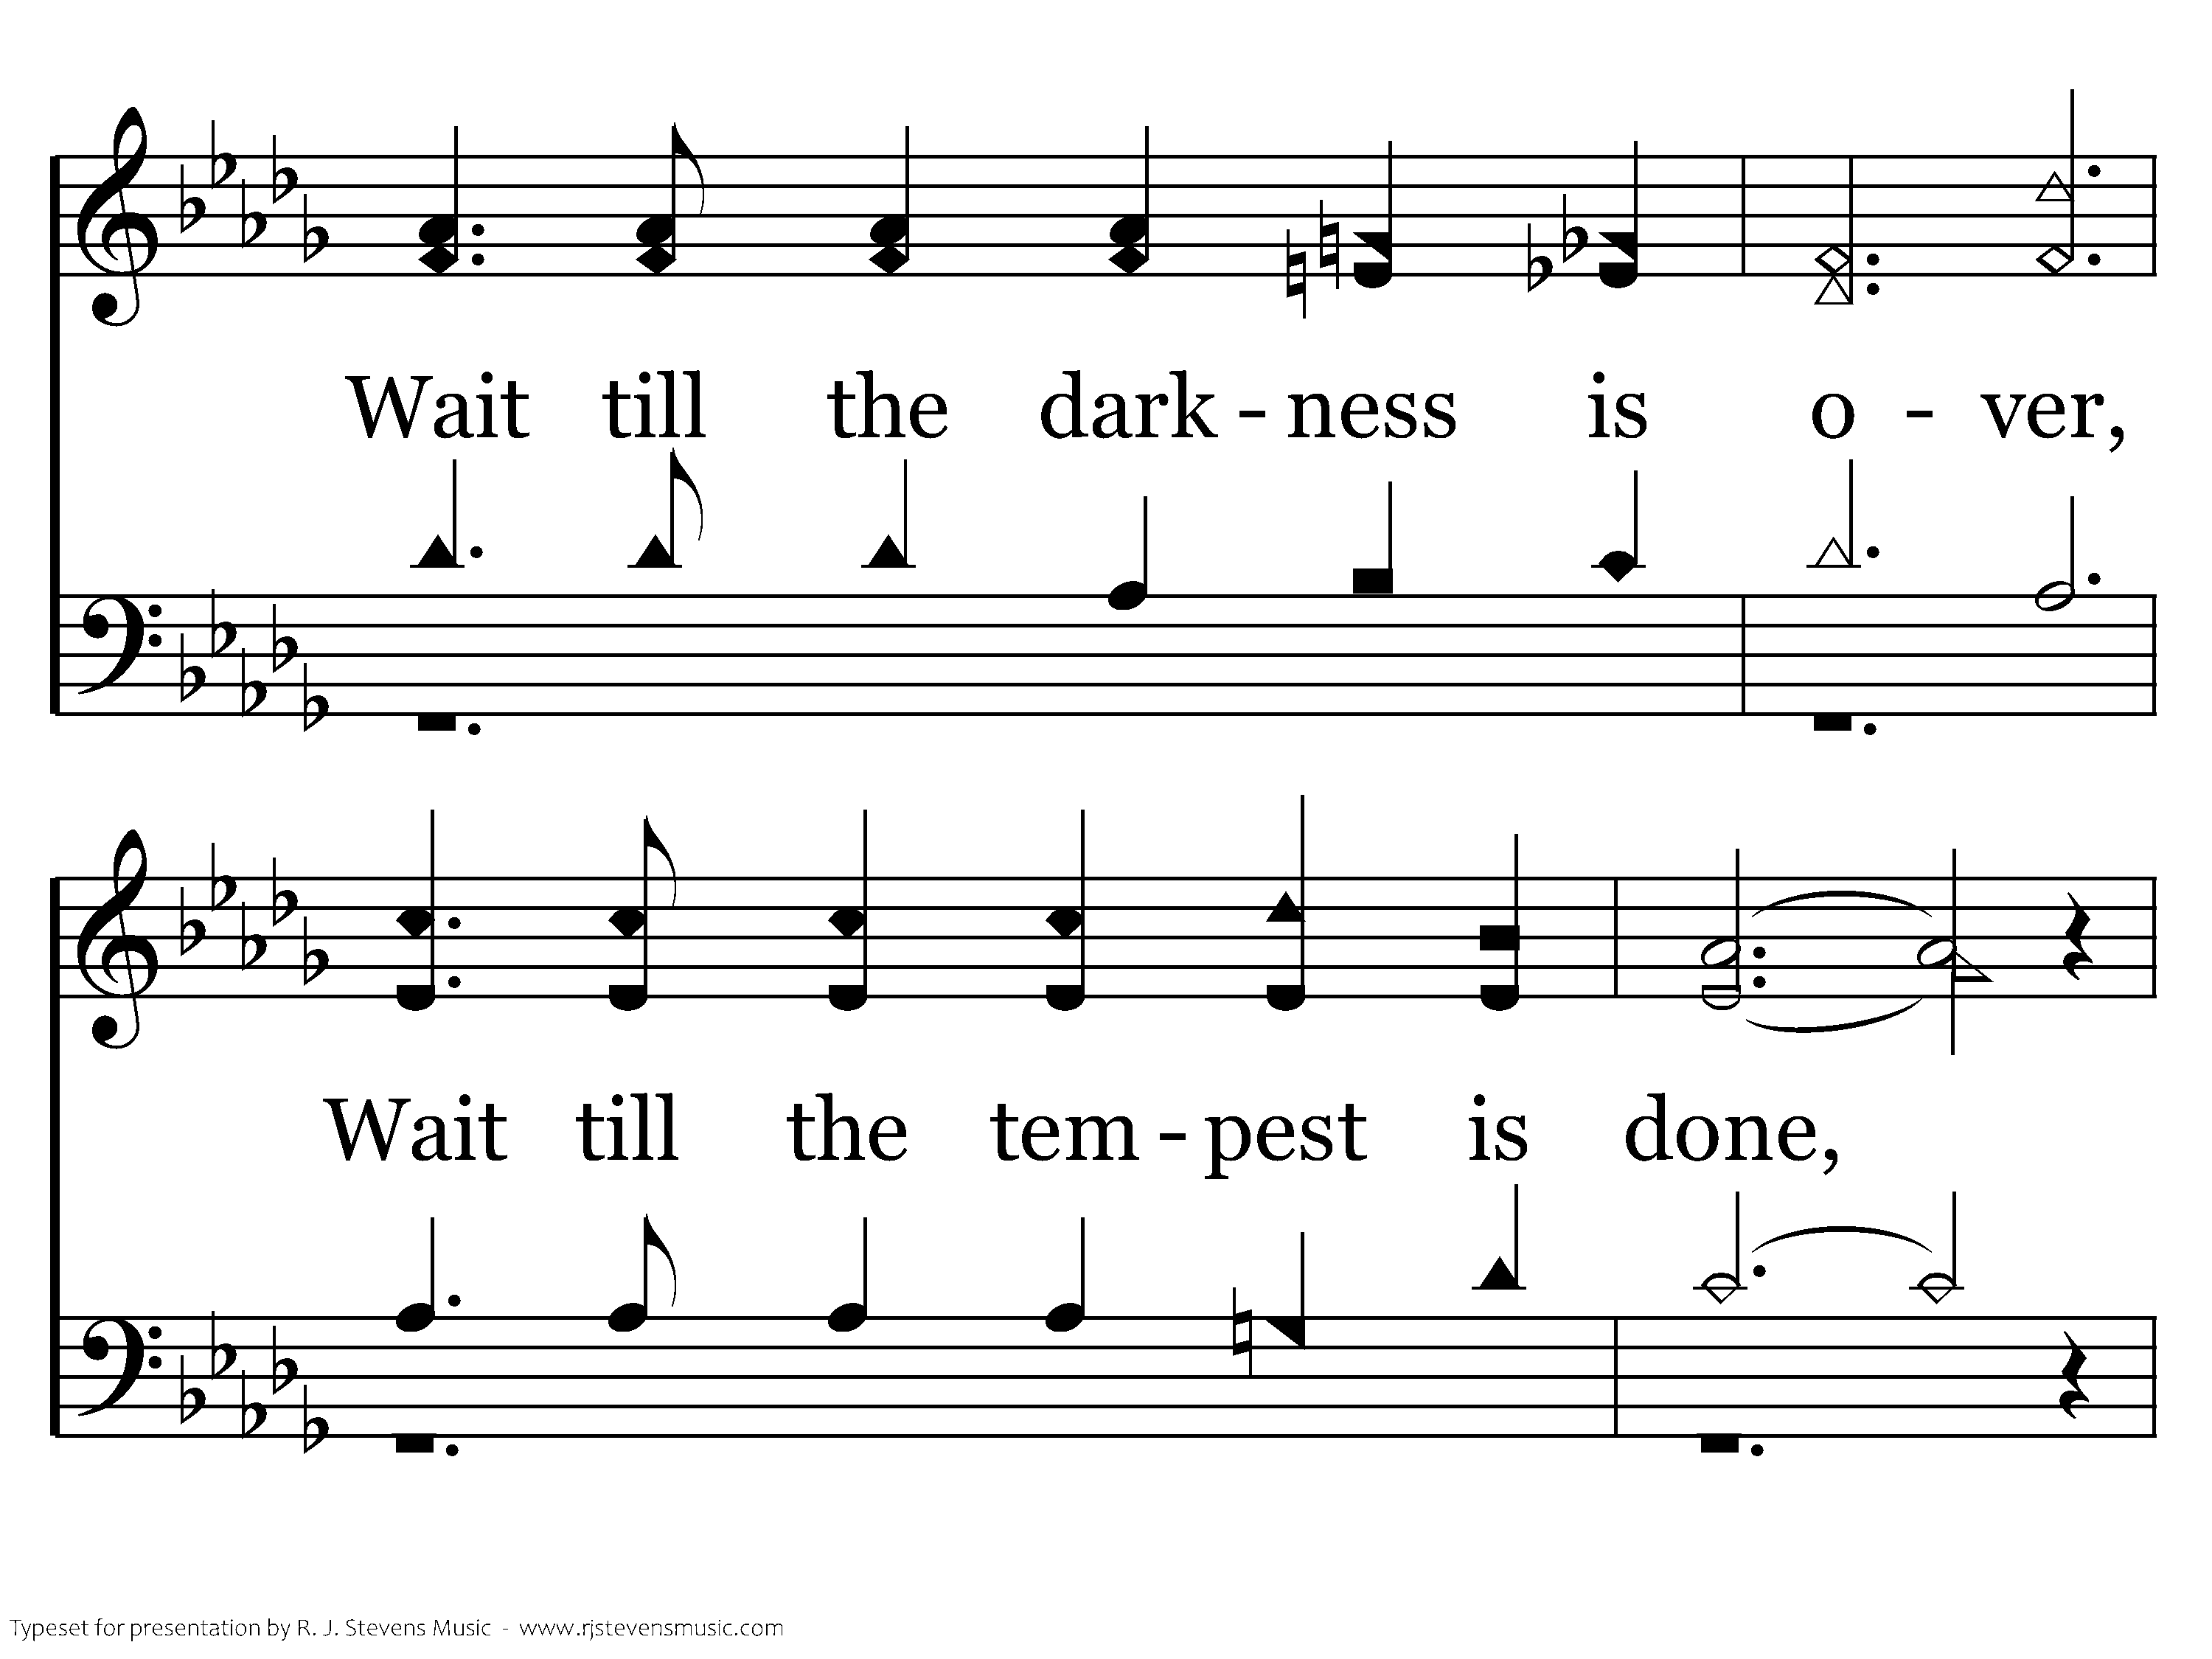 Wait till the dark - ness is o - ver,
Wait till the tem - pest is done,
Typeset for presentation by R. J. Stevens Music - www.rjstevensmusic.com